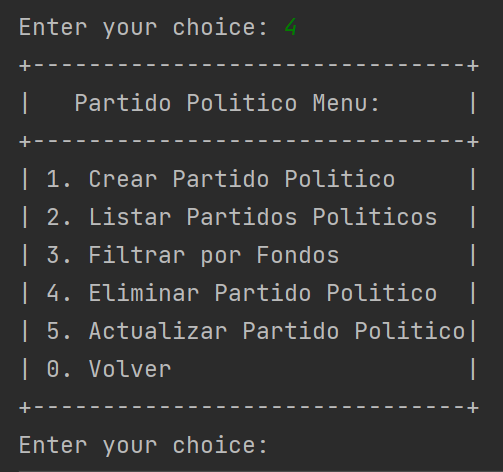 Enter your choice: 4
+-------------------------------+
|   Partido Politico Menu:      |
+-------------------------------+
| 1. Crear Partido Politico     |
| 2. Listar Partidos Politicos  |
| 3. Filtrar por Fondos         |
| 4. Eliminar Partido Politico  |
| 5. Actualizar Partido Politico|
| 0. Volver                     |
+-------------------------------+
Enter your choice: